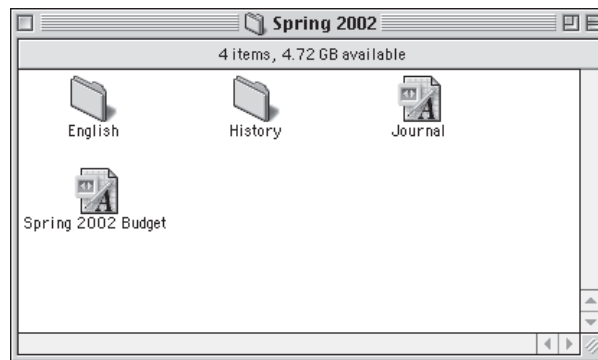 Spring 2002
4 items, 4.72 GB available
English
History
Journal
Spring 2002 Budget